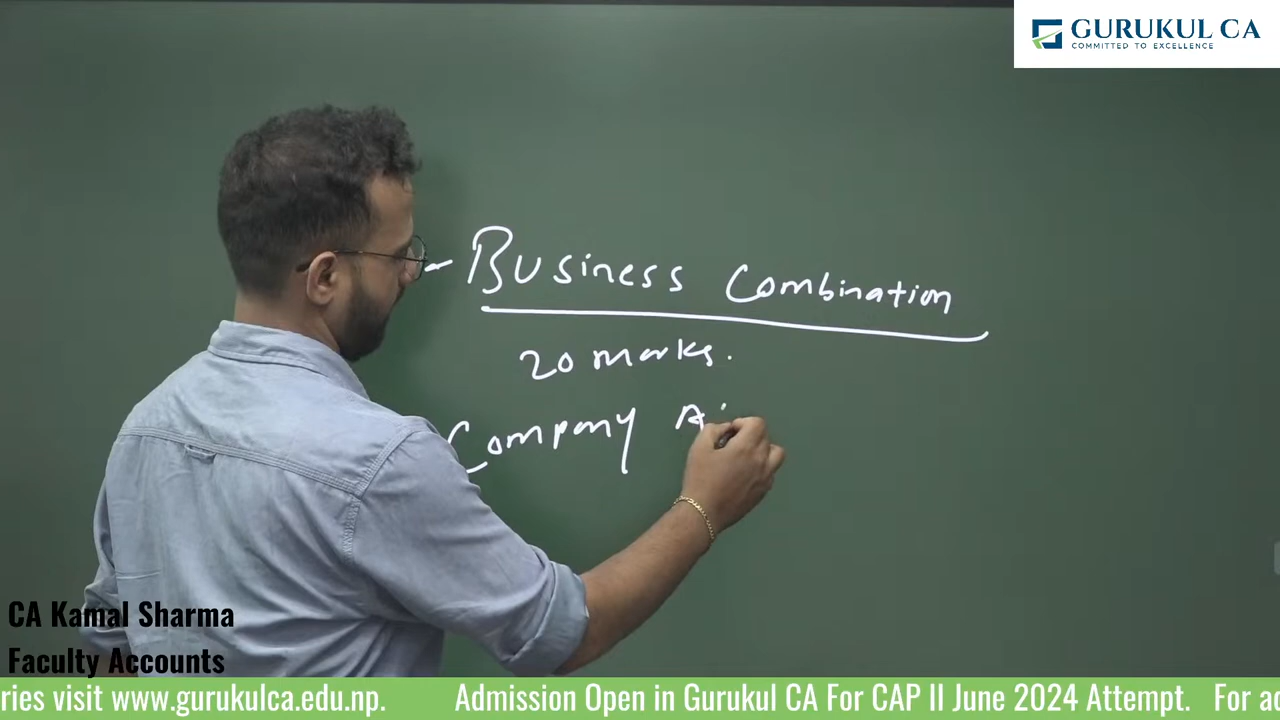 GURUKUL CA
COMMITTED TO EXCELLENCE
Business Combination
20 marks.
Company
CA Kamal Sharma
Faculty Accounts
ries visit www.gurukulca.edu.np. Admission Open in Gurukul CA For CAP II June 2024 Attempt. For ad